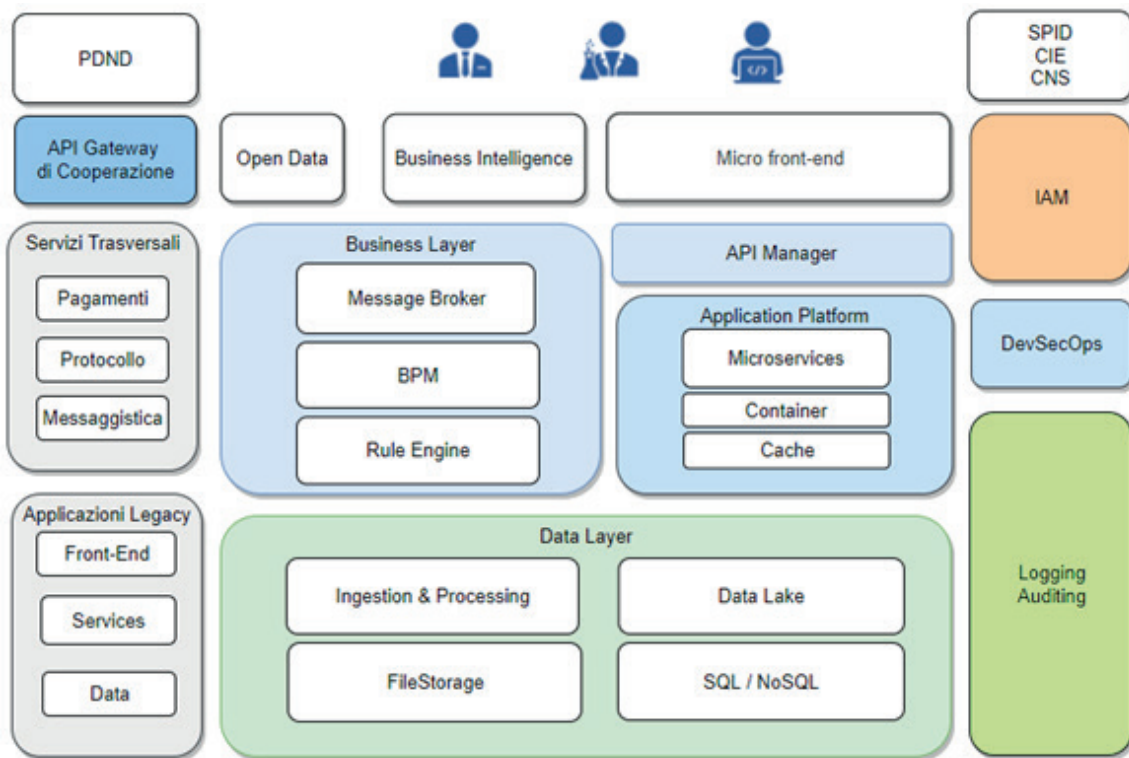 PDND
SPID
CIE
CNS
API Gateway
di Cooperazione
Open Data
Business Intelligence
Micro front-end
IAM
Servizi Trasversali
Pagamenti
Protocollo
Messaggistica
Business Layer
Message Broker
BPM
Rule Engine
API Manager
Application Platform
Microservices
Container
Cache
DevSecOps
Applicazioni Legacy
Front-End
Services
Data
Data Layer
Ingestion & Processing
Data Lake
FileStorage
SQL / NoSQL
Logging
Auditing